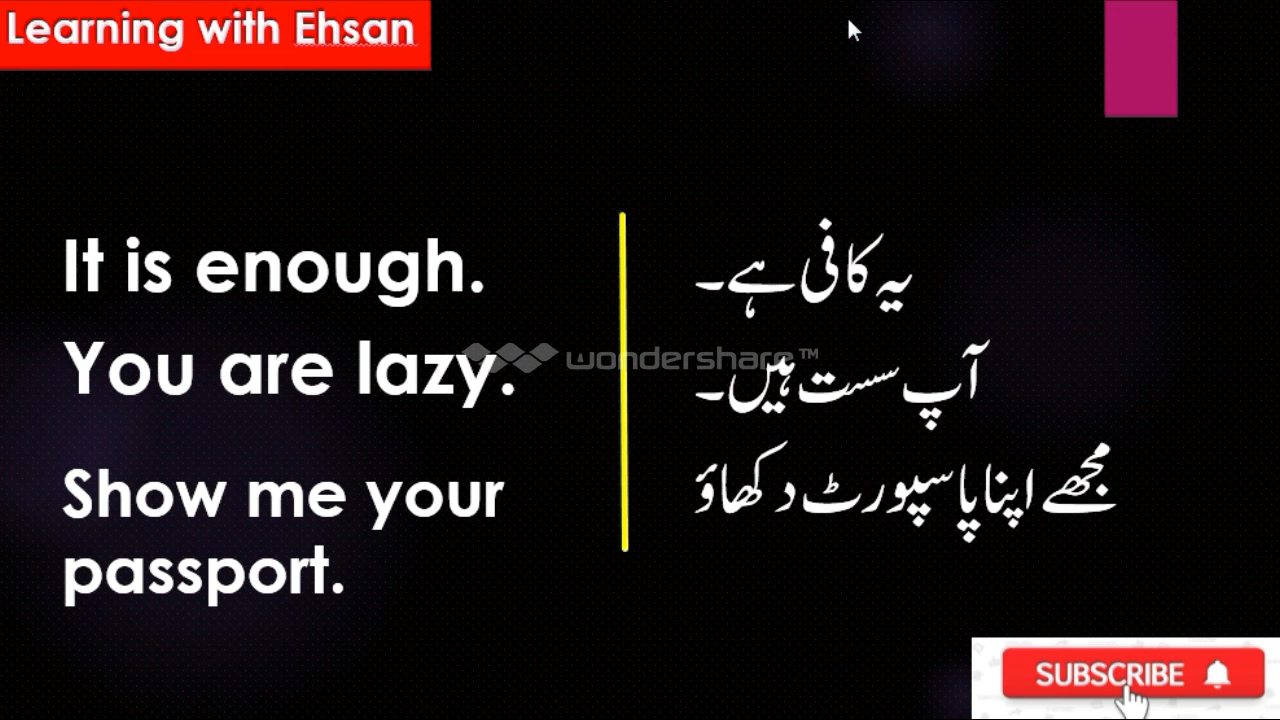 Learning with Ehsan
It is enough.
یہ کافی ہے۔
You are lazy.
آپ سست ہیں۔
wondershare™
Show me your
passport.
مجھے اپنا پاسپورٹ دکھاؤ
SUBSCRIBE